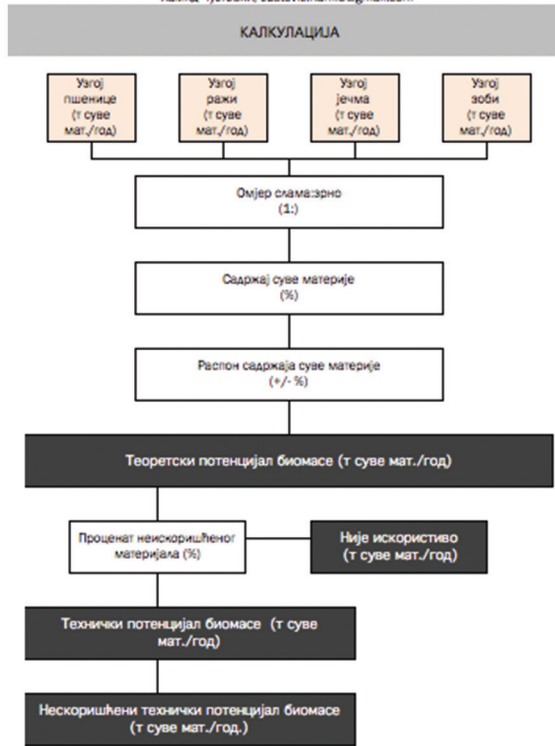 КАЛКУЛАЦИЈА
Узгој
пшенице
(т суве
мат./год)
Узгој
ражи
(т суве
мат./год)
Узгој
јечма
(т суве
мат./год)
Узгој
зоби
(т суве
мат./год)
Омјер слама:зрно
(1:)
Садржај суве материје
(%)
Распон садржаја суве материје
(+/- %)
Теоретски потенцијал биомасе (т суве мат./год)
Проценат неискоришћеног
материјала (%)
Није искористиво
(т суве мат./год)
Технички потенцијал биомасе (т суве
мат./год)
Нескоришћени технички потенцијал биомасе
(т суве мат./год.)